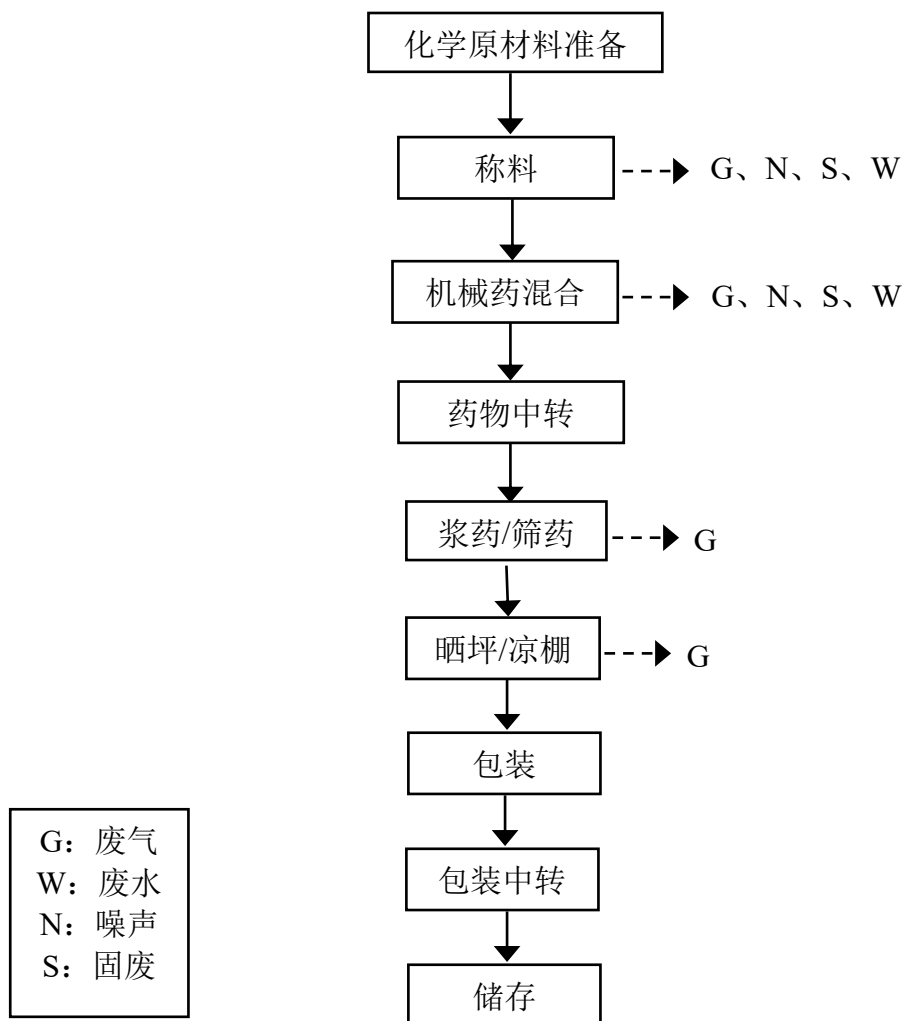 化学原材料准备
称料
G、N、S、W
机械药混合
G、N、S、W
药物中转
浆药/筛药
G
晒坪/凉棚
G
包装
包装中转
储存
G：废气
W：废水
N：噪声
S：固废